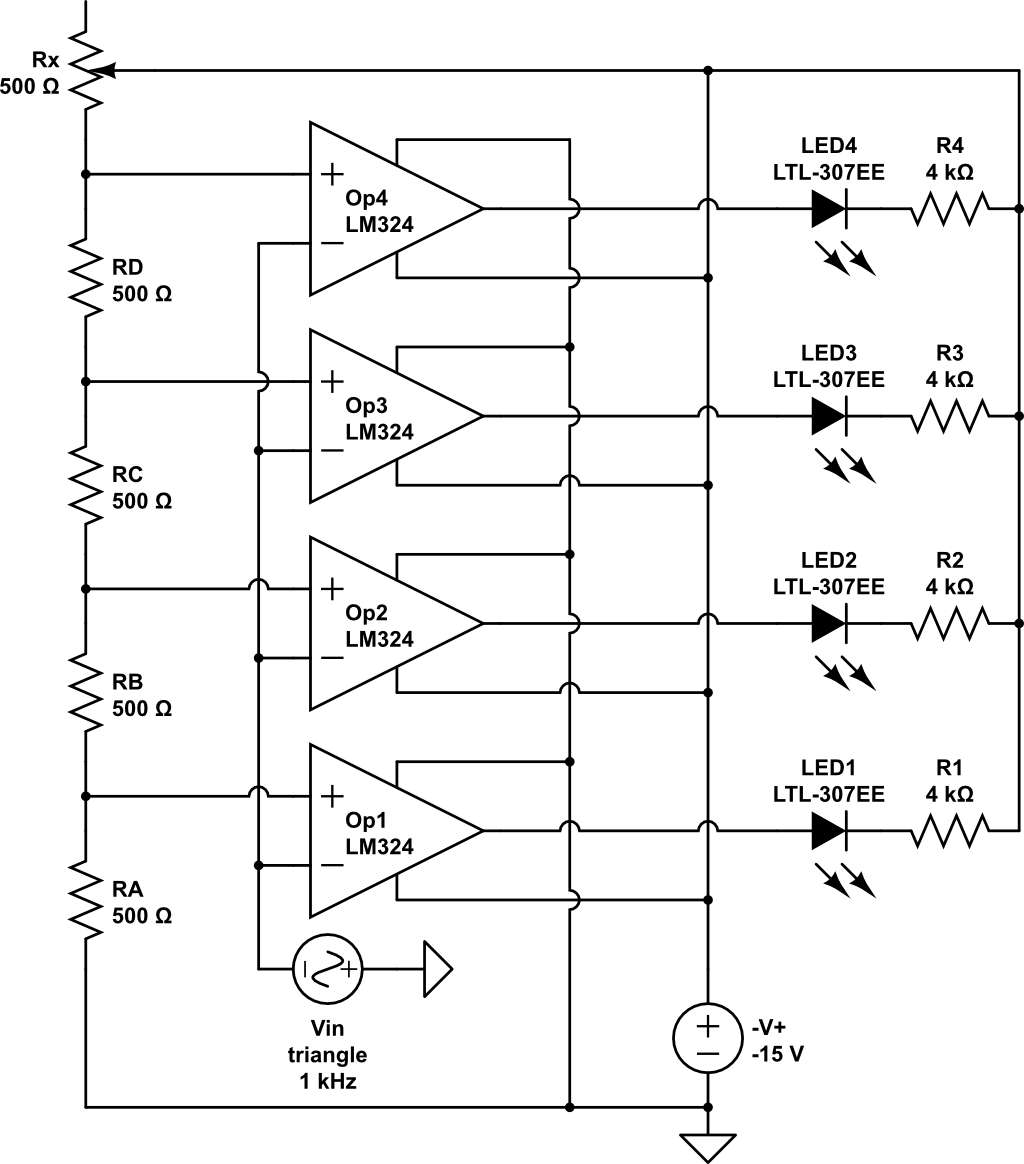 Rx
500 Ω
LED4
LTL-307EE
R4
4 kΩ
+
Op4
LM324
−
RD
500 Ω
LED3
LTL-307EE
R3
4 kΩ
+
Op3
LM324
−
RC
500 Ω
LED2
LTL-307EE
R2
4 kΩ
+
Op2
LM324
−
RB
500 Ω
LED1
LTL-307EE
R1
4 kΩ
+
Op1
LM324
−
RA
500 Ω
Vin
triangle
1 kHz
+
−
-V+
-15 V